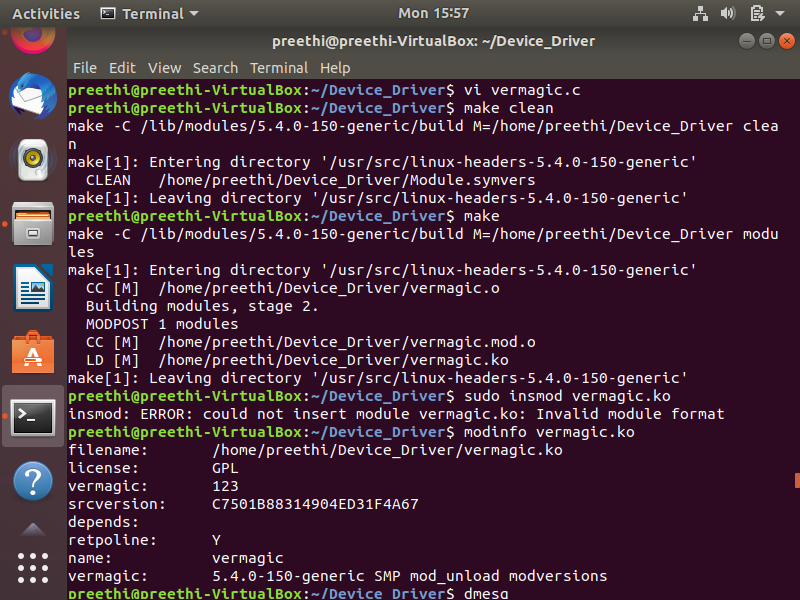 Activities Terminal Mon 15:57
preethi@preethi-VirtualBox: ~/Device_Driver
File Edit View Search Terminal Help
preethi@preethi-VirtualBox:~/Device_Driver$ vi vermagic.c
preethi@preethi-VirtualBox:~/Device_Driver$ make clean
make -C /lib/modules/5.4.0-150-generic/build M=/home/preethi/Device_Driver clea
n
make[1]: Entering directory '/usr/src/linux-headers-5.4.0-150-generic'
  CLEAN   /home/preethi/Device_Driver/Module.symvers
make[1]: Leaving directory '/usr/src/linux-headers-5.4.0-150-generic'
preethi@preethi-VirtualBox:~/Device_Driver$ make
make -C /lib/modules/5.4.0-150-generic/build M=/home/preethi/Device_Driver modu
les
make[1]: Entering directory '/usr/src/linux-headers-5.4.0-150-generic'
  CC [M]  /home/preethi/Device_Driver/vermagic.o
  Building modules, stage 2.
  MODPOST 1 modules
  CC [M]  /home/preethi/Device_Driver/vermagic.mod.o
  LD [M]  /home/preethi/Device_Driver/vermagic.ko
make[1]: Leaving directory '/usr/src/linux-headers-5.4.0-150-generic'
preethi@preethi-VirtualBox:~/Device_Driver$ sudo insmod vermagic.ko
insmod: ERROR: could not insert module vermagic.ko: Invalid module format
preethi@preethi-VirtualBox:~/Device_Driver$ modinfo vermagic.ko
filename:       /home/preethi/Device_Driver/vermagic.ko
license:        GPL
vermagic:       123
srcversion:     C7501B88314904ED31F4A67
depends:
retpoline:      Y
name:           vermagic
vermagic:       5.4.0-150-generic SMP mod_unload modversions
preethi@preethi-VirtualBox:~/Device_Driver$ dmesg